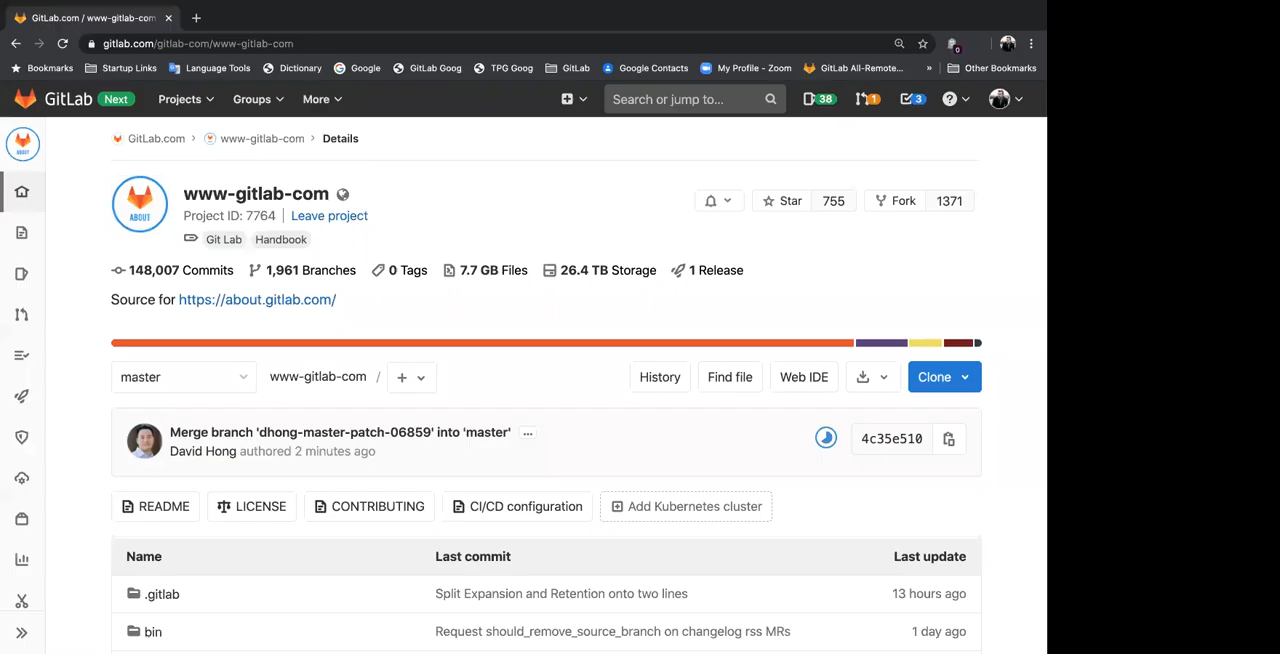 GitLab.com / www-gitlab-com
gitlab.com/gitlab-com/www-gitlab-com
0
Bookmarks Startup Links Language Tools Dictionary Google GitLab Goog TPG Goog GitLab Google Contacts My Profile - Zoom GitLab All-Remote... » Other Bookmarks
GitLab Next Projects Groups More Search or jump to... 38 1 3
GitLab.com > www-gitlab-com > Details
ABOUT
www-gitlab-com
Project ID: 7764 | Leave project
Git Lab Handbook
Star 755 Fork 1371
ABOUT
148,007 Commits 1,961 Branches 0 Tags 7.7 GB Files 26.4 TB Storage 1 Release
Source for https://about.gitlab.com/
master www-gitlab-com / + History Find file Web IDE Clone
Merge branch 'dhong-master-patch-06859' into 'master' ...
David Hong authored 2 minutes ago
4c35e510
README LICENSE CONTRIBUTING CI/CD configuration Add Kubernetes cluster
Name Last commit Last update
.gitlab Split Expansion and Retention onto two lines 13 hours ago
bin Request should_remove_source_branch on changelog rss MRs 1 day ago